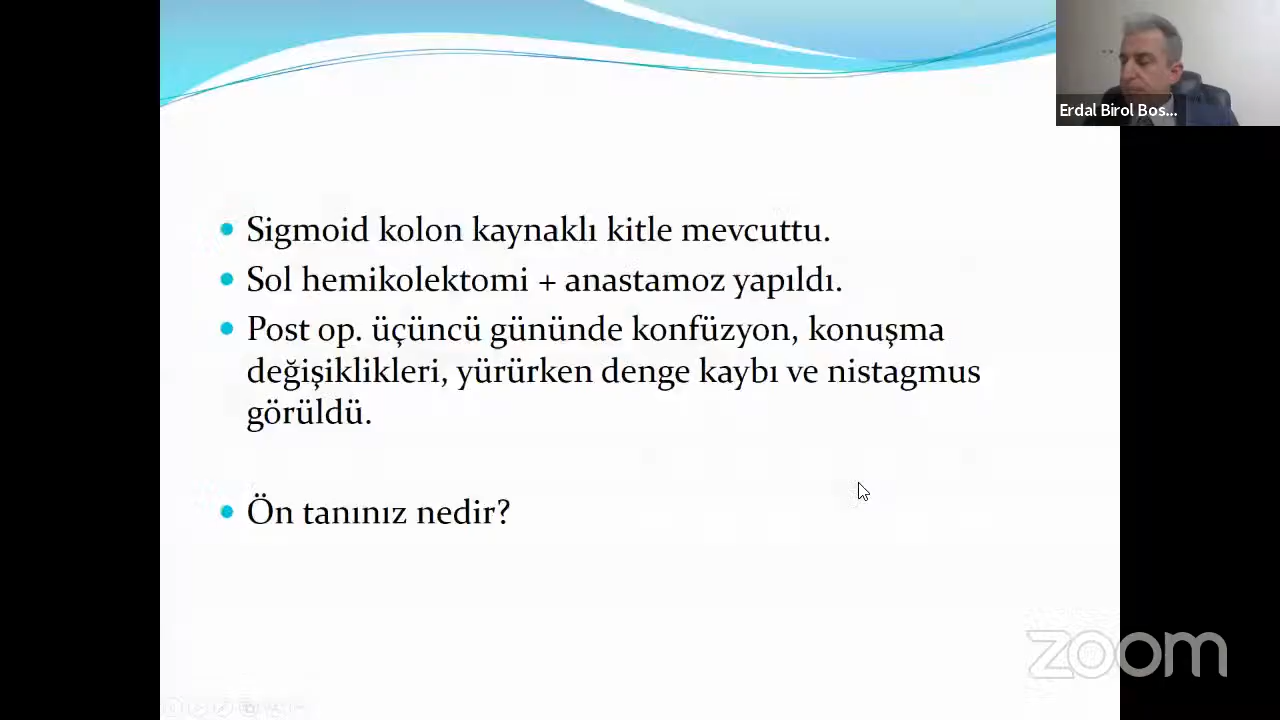 Erdal Birol Bos...
Sigmoid kolon kaynaklı kitle mevcuttu.
Sol hemikolektomi + anastamoz yapıldı.
Post op. üçüncü gününde konfüzyon, konuşma
değişiklikleri, yürürken denge kaybı ve nistagmus
görüldü.
Ön tanınız nedir?
zoom